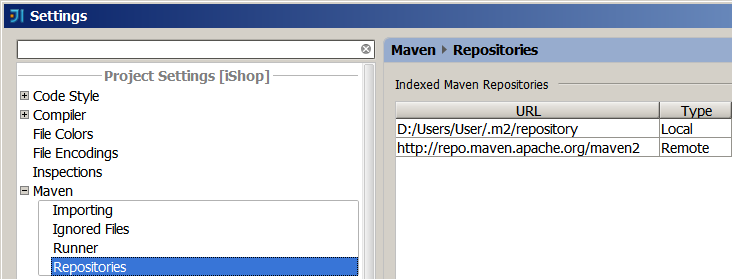 Settings
Project Settings [iShop]
Code Style
Compiler
File Colors
File Encodings
Inspections
Maven
Importing
Ignored Files
Runner
Repositories
Maven Repositories
Indexed Maven Repositories
URL Type
D:/Users/User/.m2/repository Local
http://repo.maven.apache.org/maven2 Remote